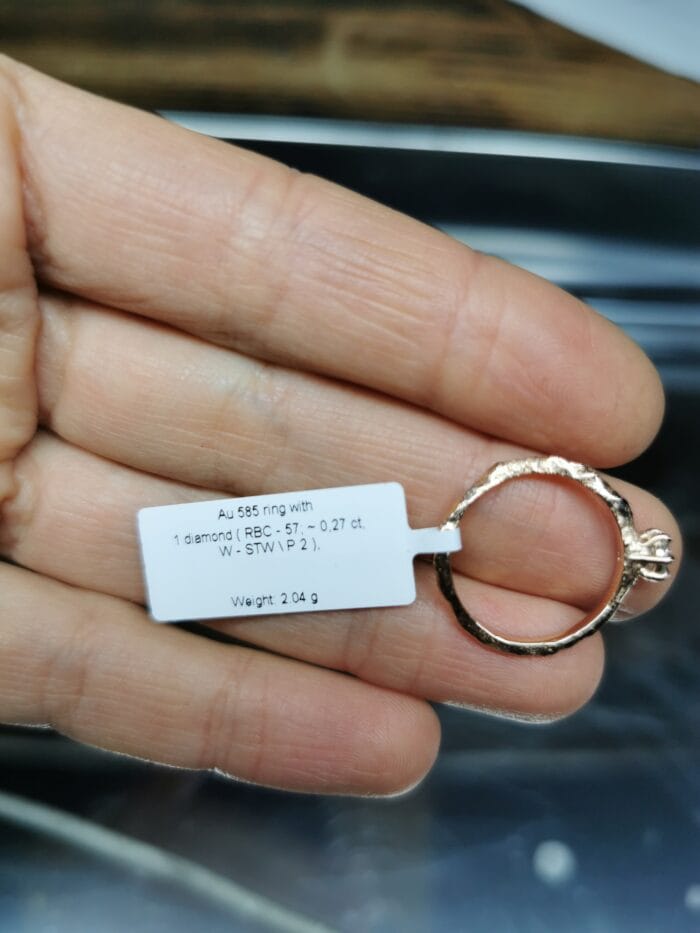 Au 585 ring with
1 diamond ( RBC - 57, ~ 0,27 ct,
W - STW \ P 2 ),
Weight: 2.04 g